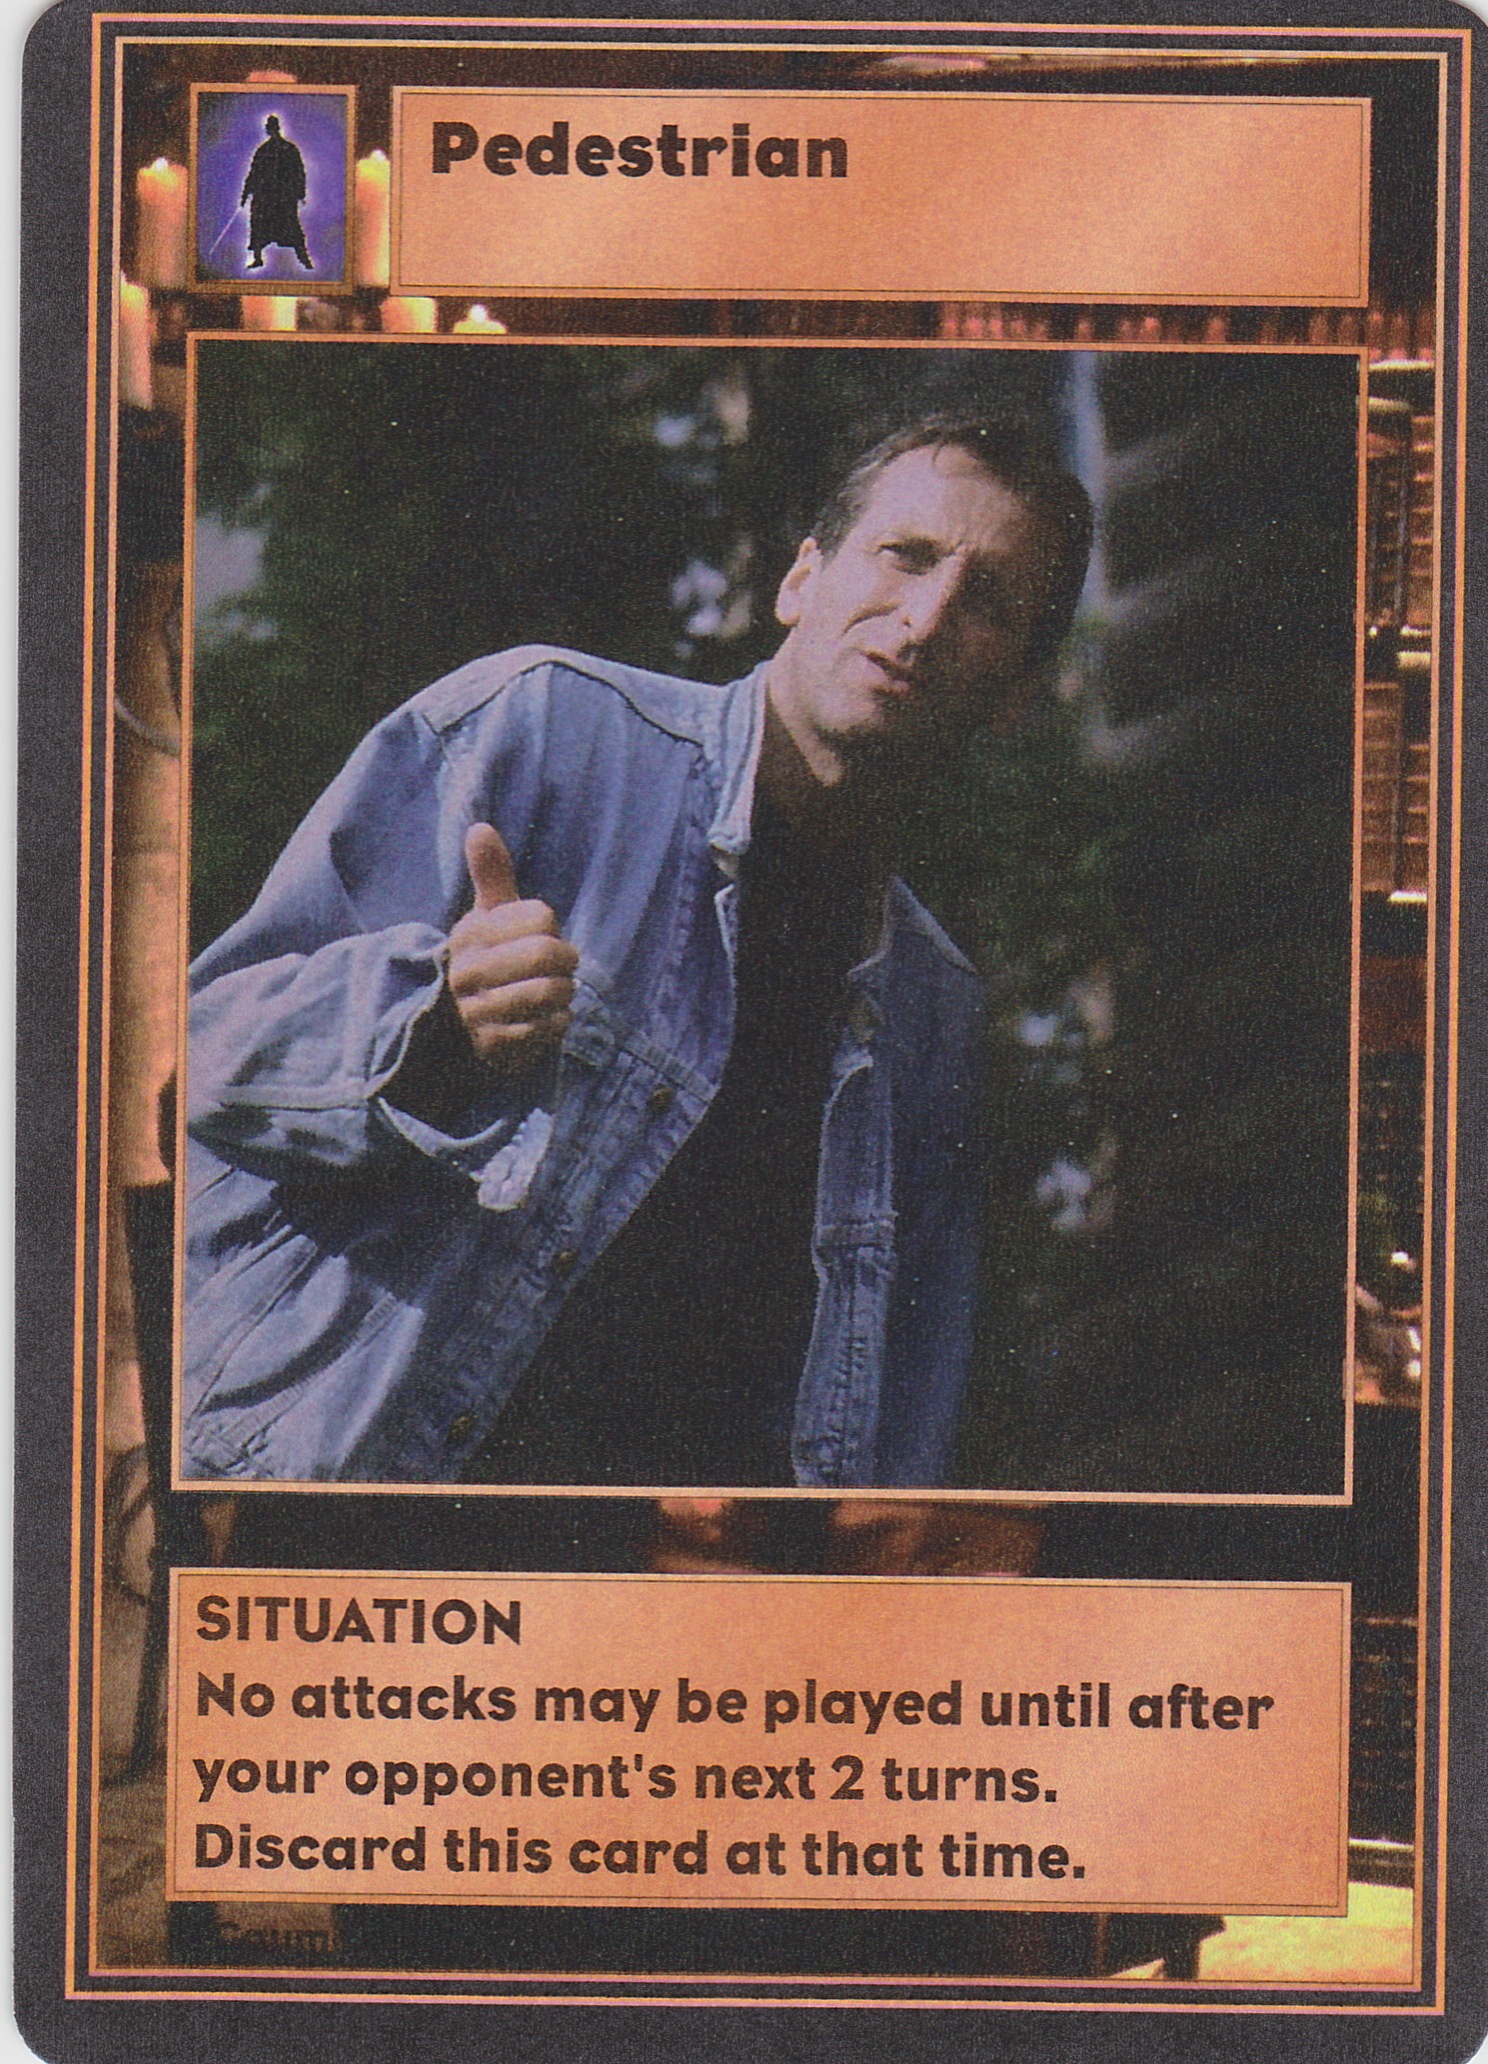 Pedestrian
SITUATION
No attacks may be played until after
your opponent's next 2 turns.
Discard this card at that time.